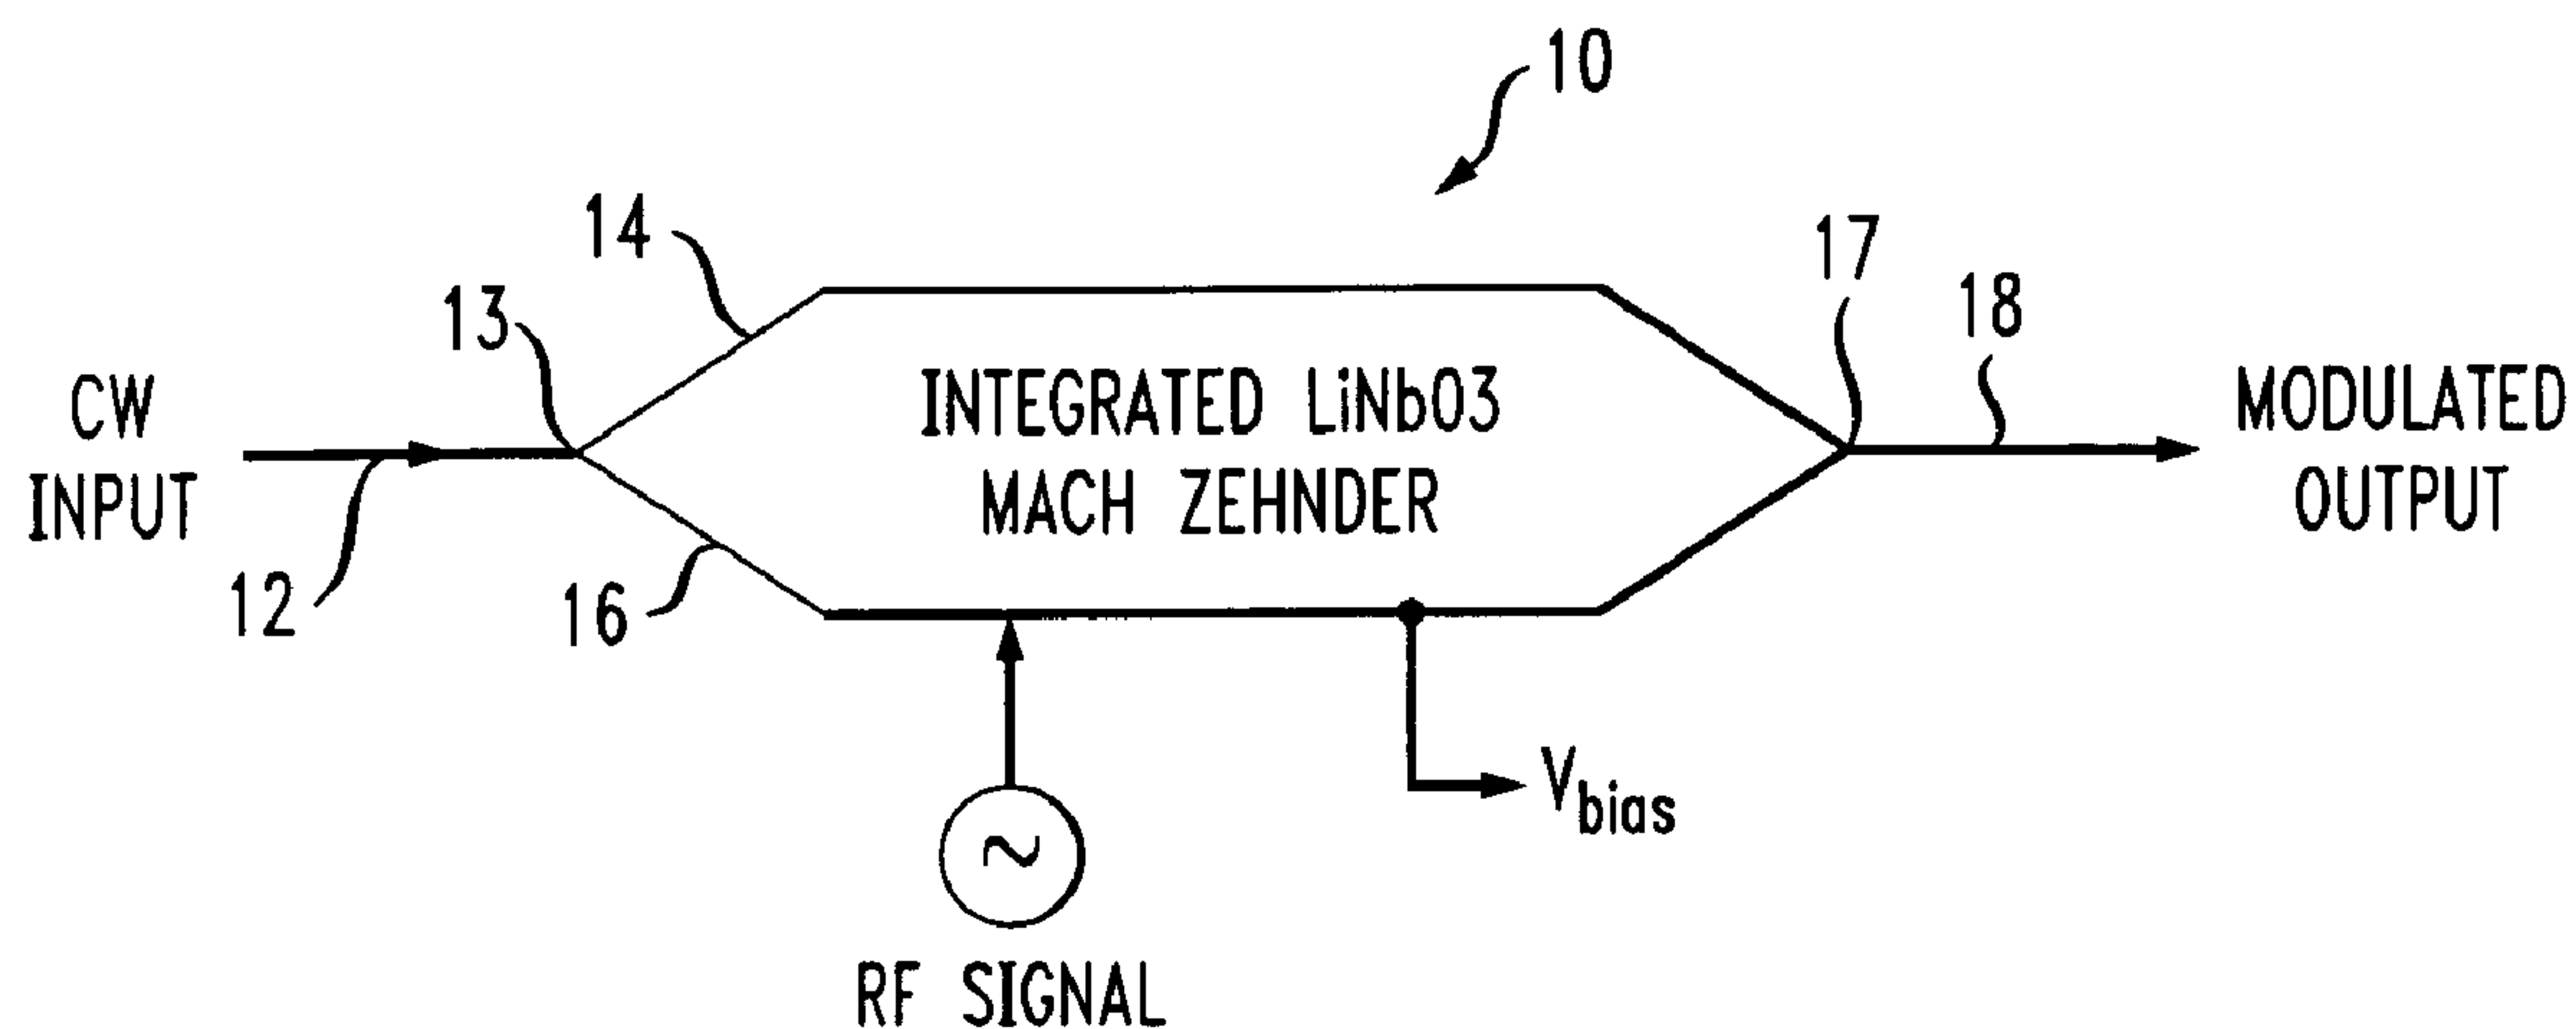 10
14
17
13
18
CW
INPUT
INTEGRATED LiNbO3
MACH ZEHNDER
MODULATED
OUTPUT
12
16
Vbias
~
RF SIGNAL